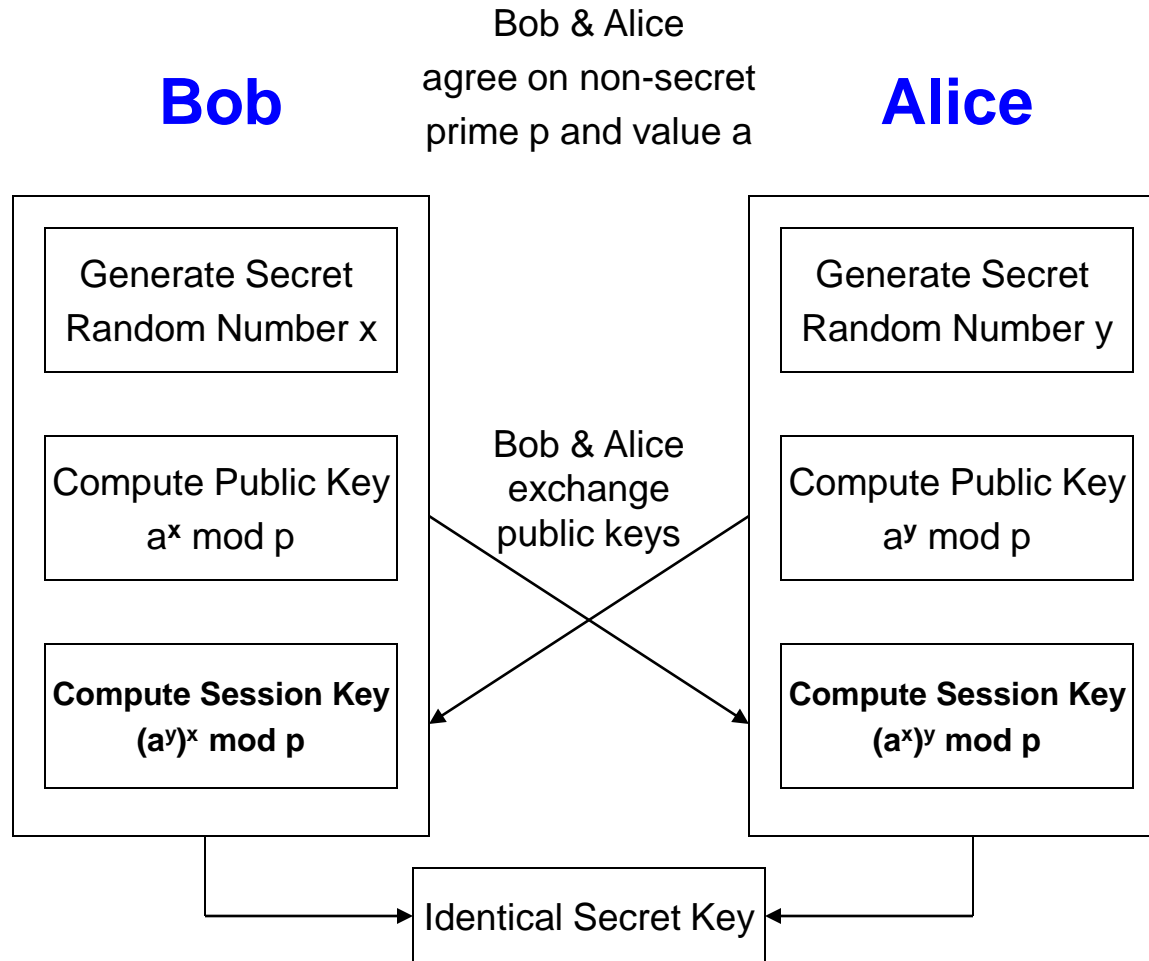 Bob & Alice
agree on non-secret
prime p and value a
Bob
Alice
Generate Secret
Random Number x
Generate Secret
Random Number y
Compute Public Key
aˣ mod p
Bob & Alice
exchange
public keys
Compute Public Key
aʸ mod p
Compute Session Key
(aʸ)ˣ mod p
Compute Session Key
(aˣ)ʸ mod p
Identical Secret Key